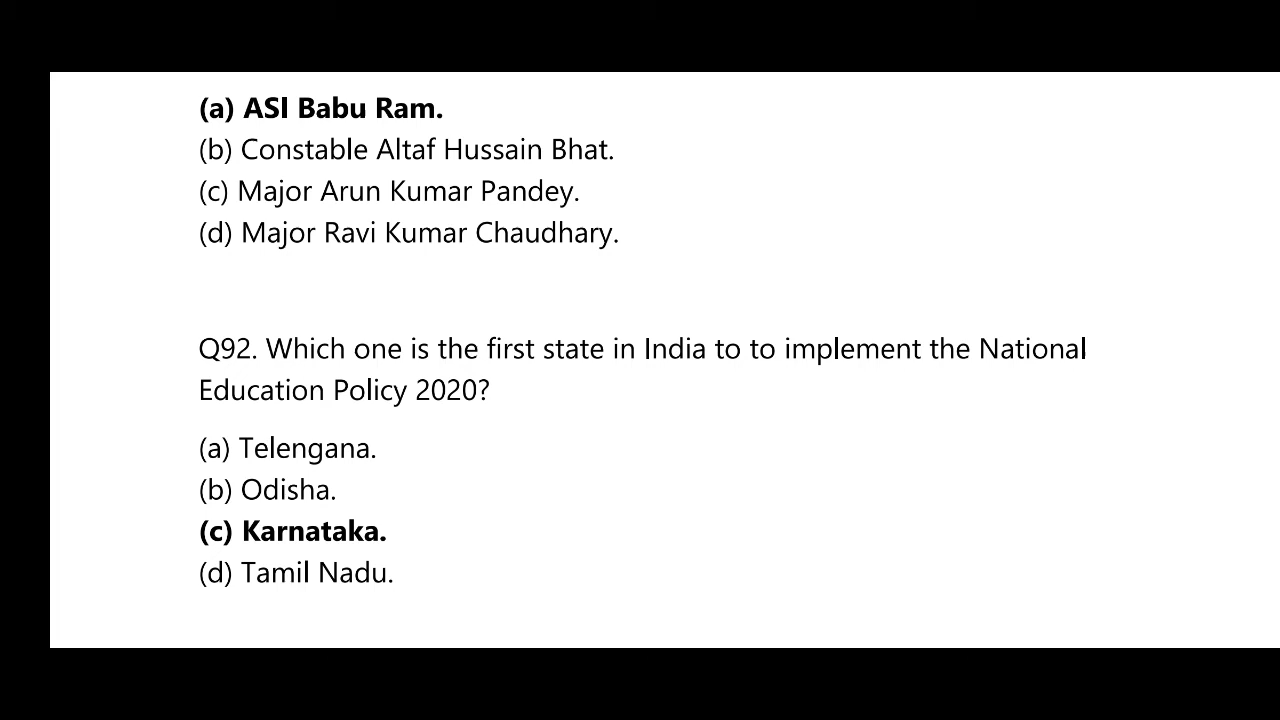 (a) ASI Babu Ram.
(b) Constable Altaf Hussain Bhat.
(c) Major Arun Kumar Pandey.
(d) Major Ravi Kumar Chaudhary.
Q92. Which one is the first state in India to to implement the National
Education Policy 2020?
(a) Telengana.
(b) Odisha.
(c) Karnataka.
(d) Tamil Nadu.